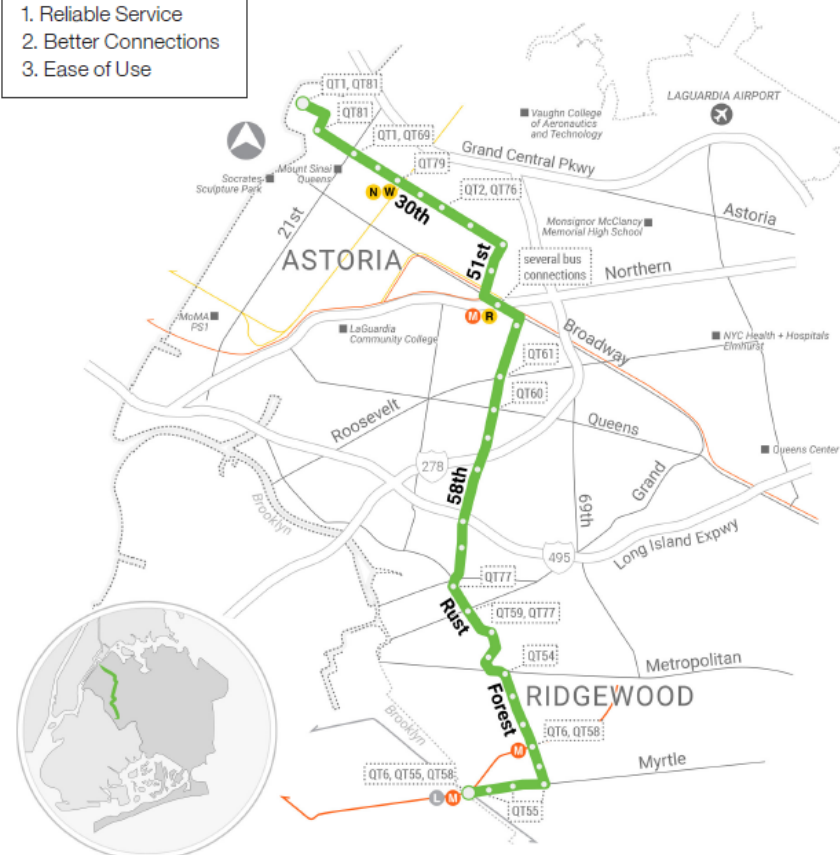 1. Reliable Service
2. Better Connections
3. Ease of Use
QT1, QT81
QT81
QT1, QT69
QT79
QT2, QT76
LAGUARDIA AIRPORT
Vaughn College
of Aeronautics
and Technology
Grand Central Pkwy
Mount Sinai
Queens
Socrates
Sculpture Park
N W
30th
21st
ASTORIA
Monsignor McClancy
Memorial High School
Astoria
51st
several bus
connections
Northern
MoMA
PS1
M R
LaGuardia
Community College
Broadway
NYC Health + Hospitals
Elmhurst
QT61
QT60
Roosevelt
Queens
Queens Center
278
58th
Grand
69th
Brooklyn
495
Long Island Expwy
QT77
Rust
QT59, QT77
QT54
Metropolitan
Forest
RIDGEWOOD
Brooklyn
QT6, QT58
M
Myrtle
QT6, QT55, QT58
L M
QT55